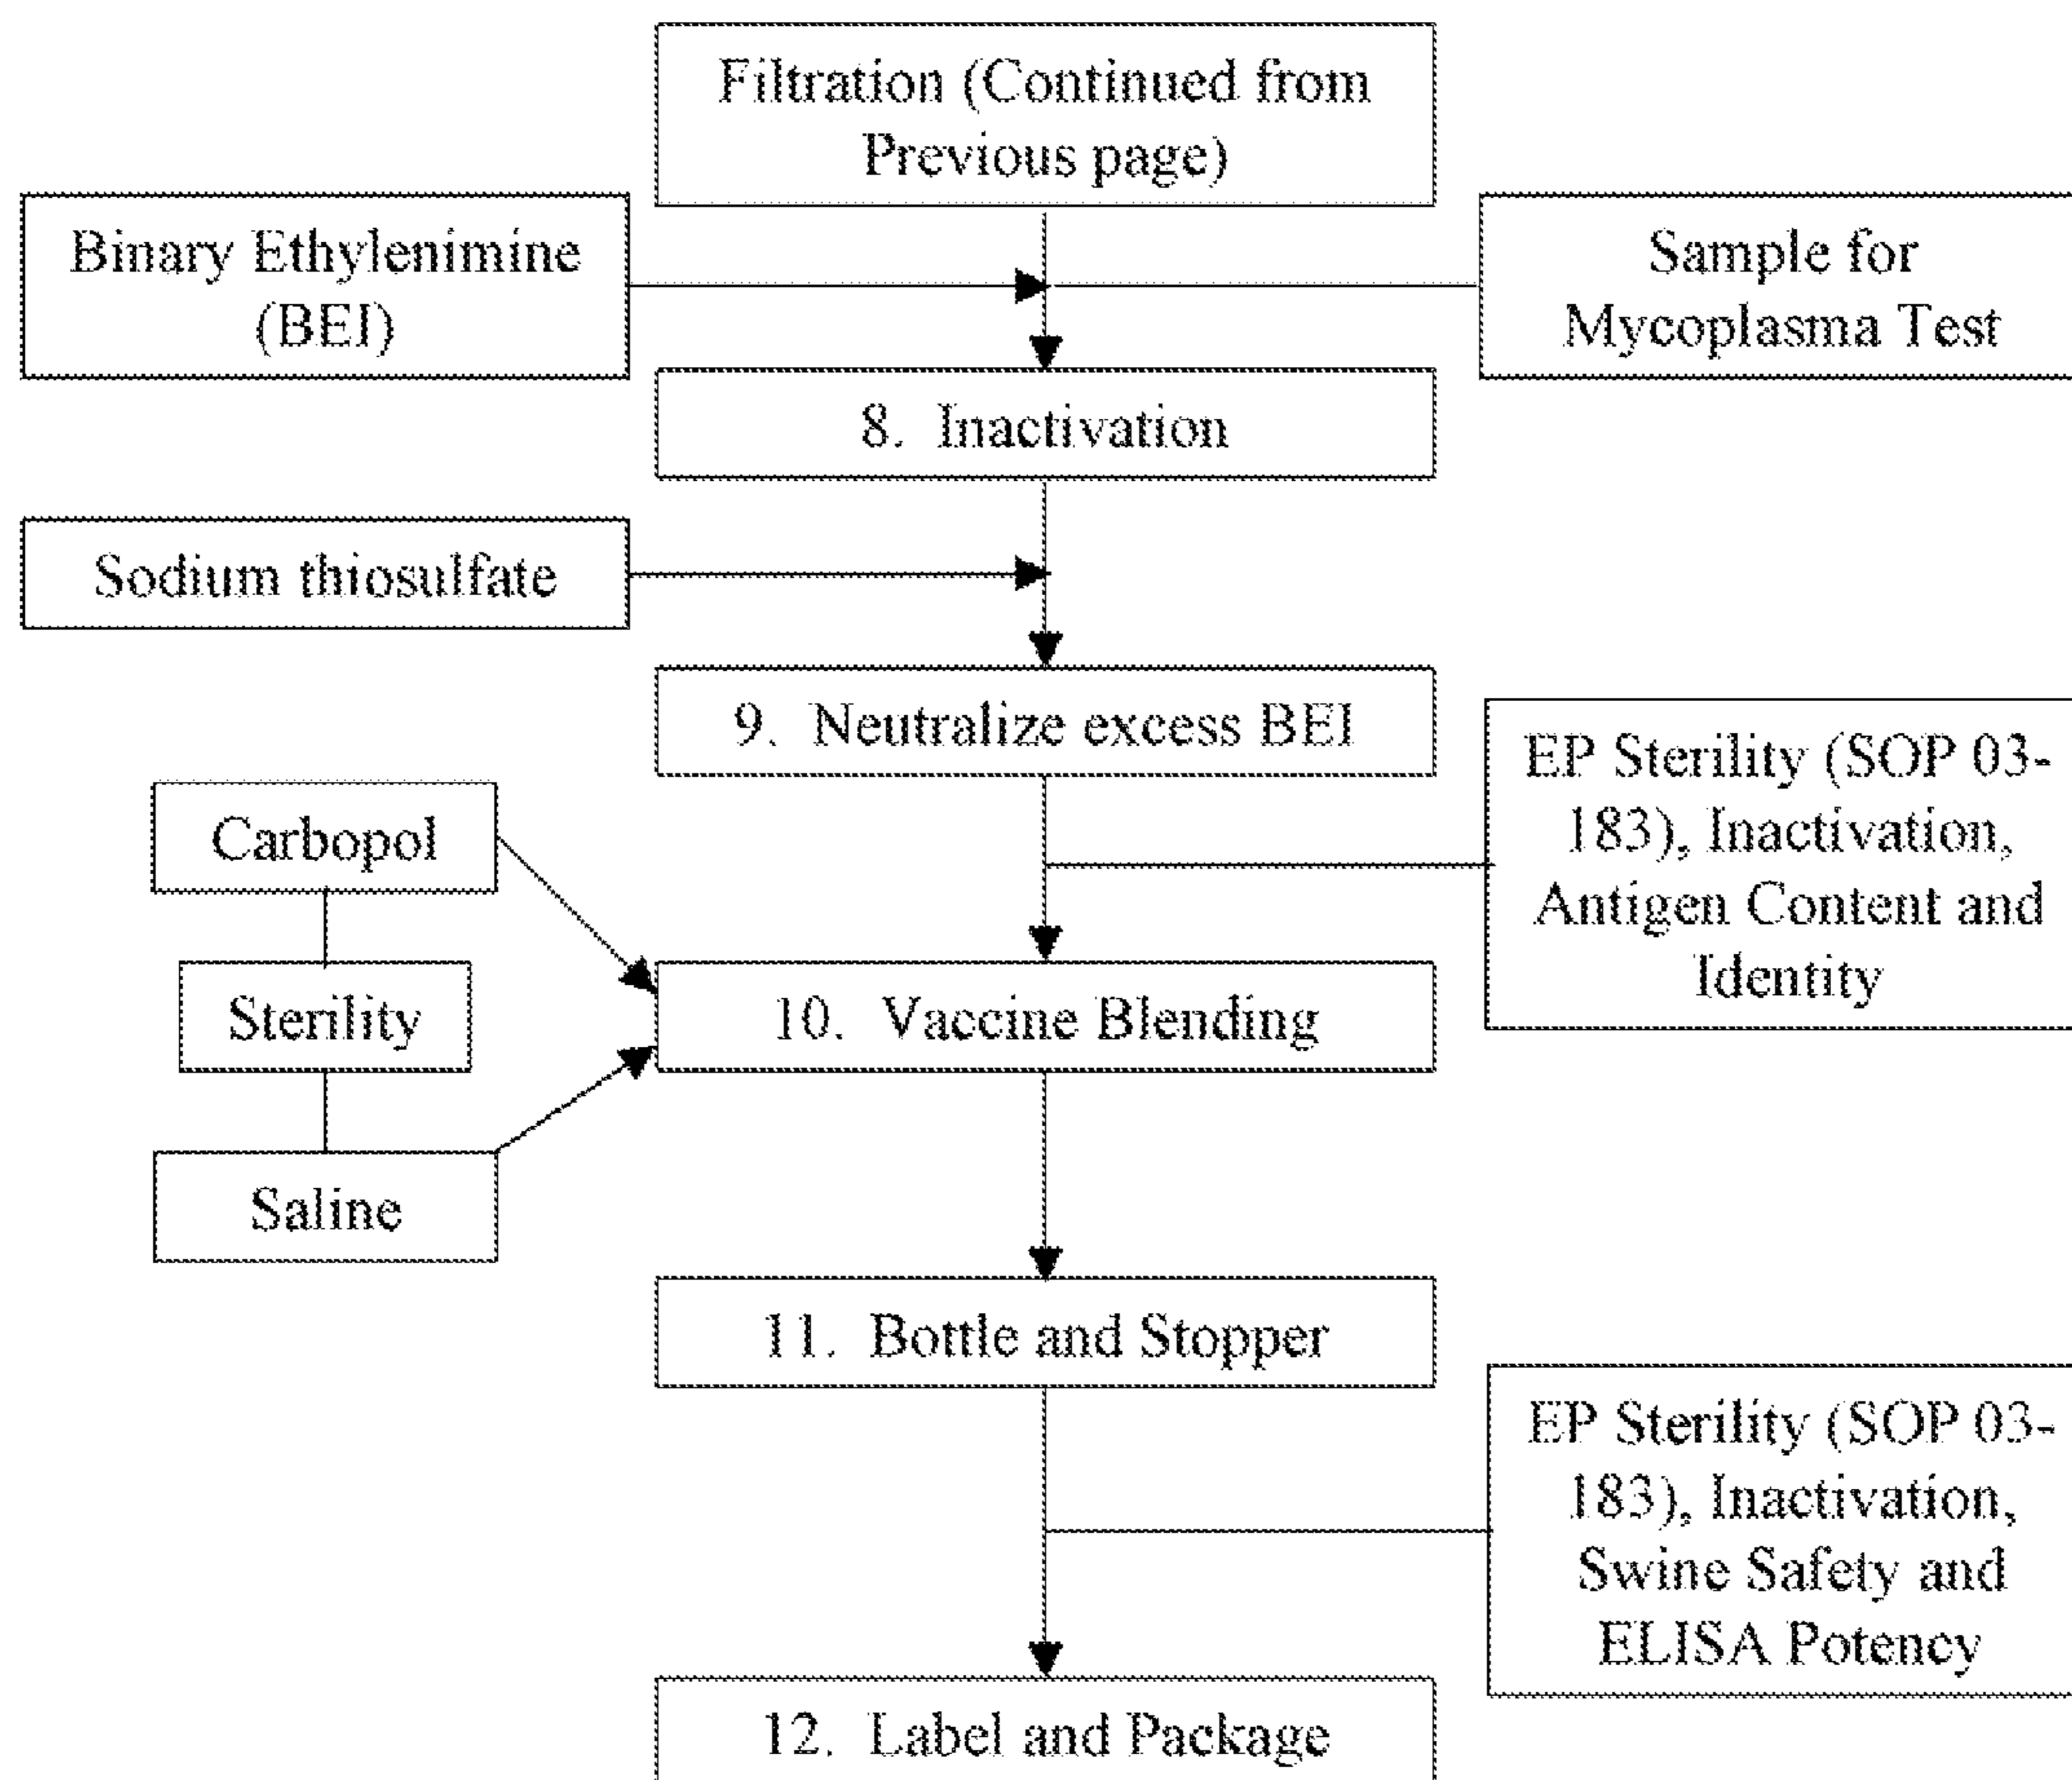 Filtration (Continued from
Previous page)
Binary Ethylenimine
(BEI)
Sample for
Mycoplasma Test
8. Inactivation
Sodium thiosulfate
9. Neutralize excess BEI
EP Sterility (SOP 03-
183), Inactivation,
Antigen Content and
Identity
Carbopol
Sterility
10. Vaccine Blending
Saline
11. Bottle and Stopper
EP Sterility (SOP 03-
183), Inactivation,
Swine Safety and
ELISA Potency
12. Label and Package